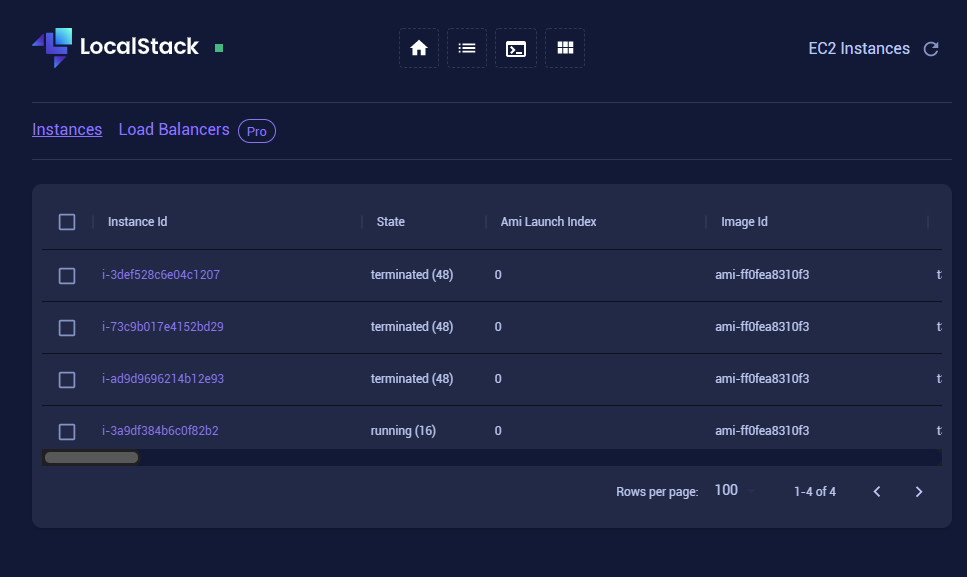 LocalStack
EC2 Instances
Instances Load Balancers Pro
Instance Id State Ami Launch Index Image Id
i-3def528c6e04c1207 terminated (48) 0 ami-ff0fea8310f3
i-73c9b017e4152bd29 terminated (48) 0 ami-ff0fea8310f3
i-ad9d9696214b12e93 terminated (48) 0 ami-ff0fea8310f3
i-3a9df384b6c0f82b2 running (16) 0 ami-ff0fea8310f3
Rows per page: 100 1-4 of 4